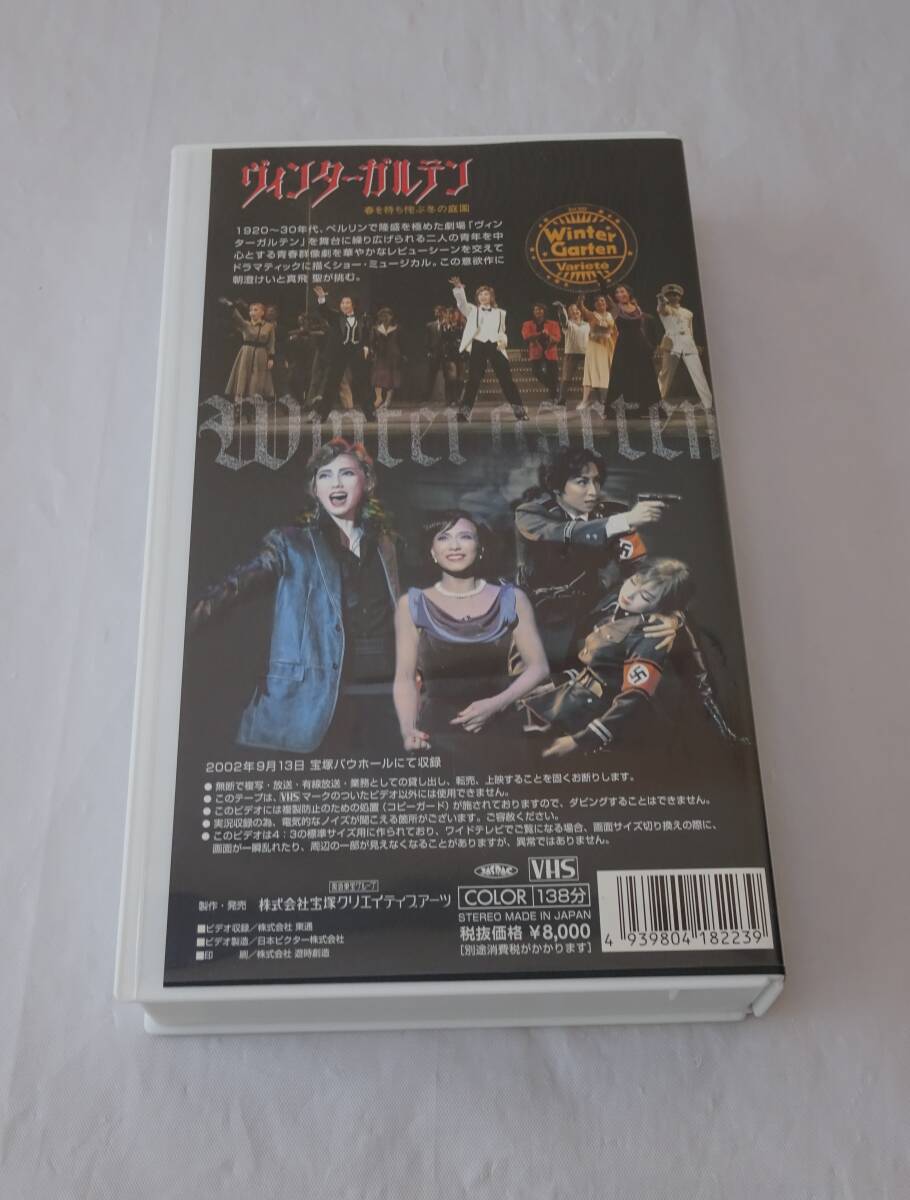 ヴィンターガルテン
春を待ち侘ぶ冬の庭園
1920〜30年代、ベルリンで隆盛を極めた劇場「ヴィン
ターガルテン」を舞台に繰り広げられる二人の青年を中
心とする青春群像劇を華やかなレビューシーンを交えて
ドラマティックに描くショー・ミュージカル。この意欲作に
朝澄けいと真飛 聖が挑む。
Winter
Garten
Varieté
Wintergarten
2002年9月13日 宝塚バウホールにて収録
● 無断で複写・放送・有線放送・業務としての貸し出し、転売、上映することを固くお断りします。
● このテープは、VHSマークのついたビデオ以外には使用できません。
● このビデオには複製防止のための処置(コピーガード)が施されておりますので、ダビングすることはできません。
● 実況収録の為、電気的なノイズが聞こえる箇所がございます。ご容赦ください。
● このビデオは4:3の標準サイズ用に作られており、ワイドテレビでご覧になる場合、画面サイズ切り換えの際に、
画面が一瞬乱れたり、周辺の一部が見えなくなることがありますが、異常ではありません。
JASRAC
VHS
阪急東宝グループ
製作・発売 株式会社宝塚クリエイティブアーツ
COLOR 138分
STEREO MADE IN JAPAN
税抜価格 ¥8,000
[別途消費税がかかります]
■ビデオ収録/株式会社 東通
■ビデオ製造/日本ビクター株式会社
■印 刷/株式会社 遊時創造
4 939804 182239